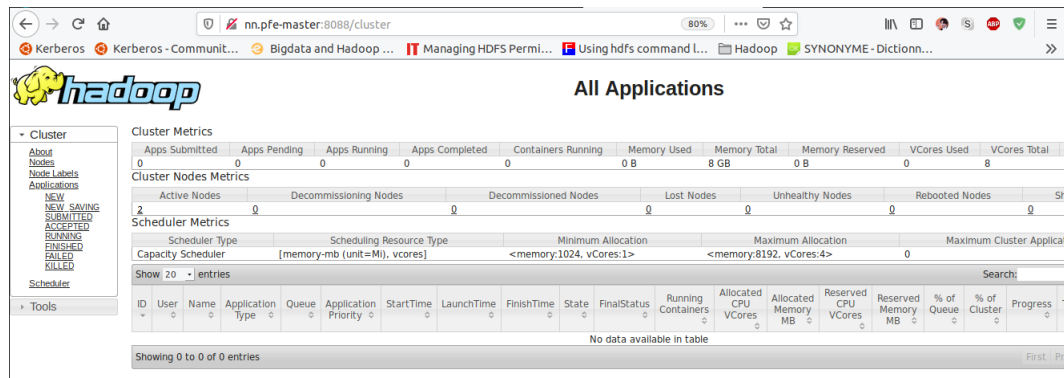 nn.pfe-master:8088/cluster 80%
Kerberos Kerberos - Communit... Bigdata and Hadoop ... Managing HDFS Permi... Using hdfs command l... Hadoop SYNONYME - Dictionn...
hadoop
All Applications
Cluster
About
Nodes
Node Labels
Applications
NEW
NEW_SAVING
SUBMITTED
ACCEPTED
RUNNING
FINISHED
FAILED
KILLED
Scheduler
Tools
Cluster Metrics
Apps Submitted Apps Pending Apps Running Apps Completed Containers Running Memory Used Memory Total Memory Reserved VCores Used VCores Total
0 0 0 0 0 0 B 8 GB 0 B 0 8
Cluster Nodes Metrics
Active Nodes Decommissioning Nodes Decommissioned Nodes Lost Nodes Unhealthy Nodes Rebooted Nodes Sh
2 0 0 0 0 0 0
Scheduler Metrics
Scheduler Type Scheduling Resource Type Minimum Allocation Maximum Allocation Maximum Cluster Applica
Capacity Scheduler [memory-mb (unit=Mi), vcores] <memory:1024, vCores:1> <memory:8192, vCores:4> 0
Show 20 entries Search:
ID User Name Application Type Queue Application Priority StartTime LaunchTime FinishTime State FinalStatus Running Containers Allocated CPU VCores Allocated Memory MB Reserved CPU VCores Reserved Memory MB % of Queue % of Cluster Progress
No data available in table
Showing 0 to 0 of 0 entries First Pr